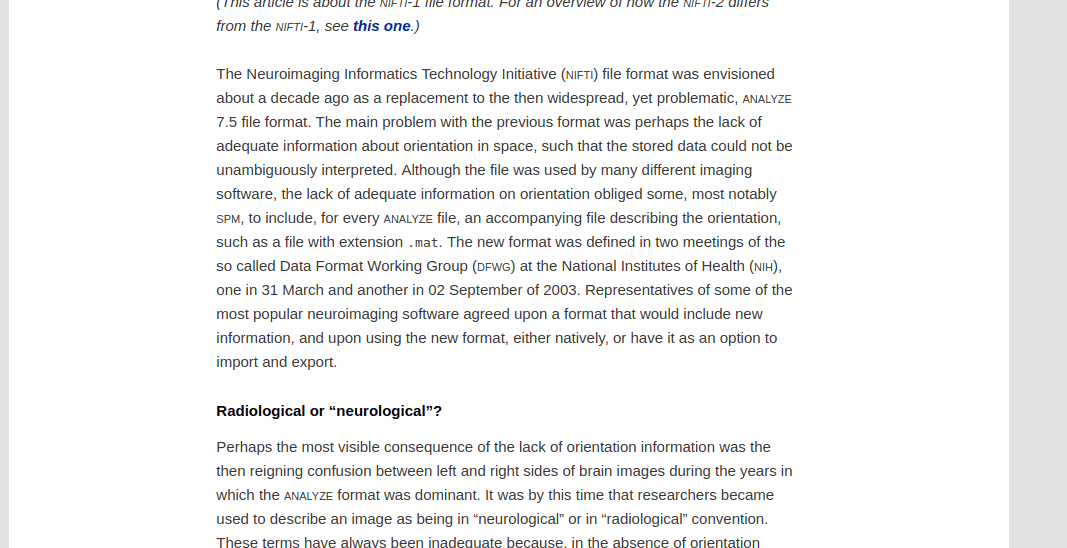 (This article is about the NIFTI-1 file format. For an overview of how the NIFTI-2 differs
from the NIFTI-1, see this one.)
The Neuroimaging Informatics Technology Initiative (NIFTI) file format was envisioned
about a decade ago as a replacement to the then widespread, yet problematic, ANALYZE
7.5 file format. The main problem with the previous format was perhaps the lack of
adequate information about orientation in space, such that the stored data could not be
unambiguously interpreted. Although the file was used by many different imaging
software, the lack of adequate information on orientation obliged some, most notably
SPM, to include, for every ANALYZE file, an accompanying file describing the orientation,
such as a file with extension .mat. The new format was defined in two meetings of the
so called Data Format Working Group (DFWG) at the National Institutes of Health (NIH),
one in 31 March and another in 02 September of 2003. Representatives of some of the
most popular neuroimaging software agreed upon a format that would include new
information, and upon using the new format, either natively, or have it as an option to
import and export.
Radiological or “neurological”?
Perhaps the most visible consequence of the lack of orientation information was the
then reigning confusion between left and right sides of brain images during the years in
which the ANALYZE format was dominant. It was by this time that researchers became
used to describe an image as being in “neurological” or in “radiological” convention.
These terms have always been inadequate because, in the absence of orientation